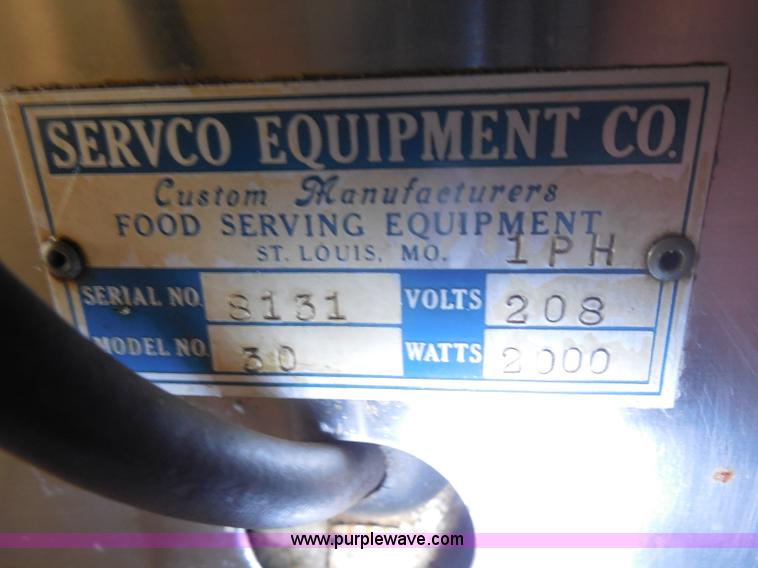 SERVCO EQUIPMENT CO.
Custom Manufacturers
FOOD SERVING EQUIPMENT
ST. LOUIS, MO. 1PH
SERIAL NO. 8131 VOLTS 208
MODEL NO. 30 WATTS 2000
www.purplewave.com